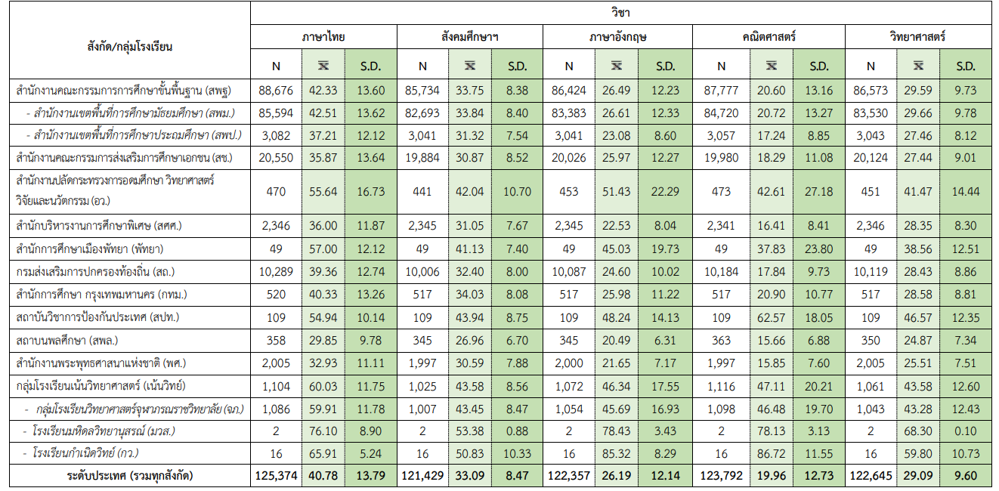 สังกัด/กลุ่มโรงเรียน วิชา
ภาษาไทย สังคมศึกษาฯ ภาษาอังกฤษ คณิตศาสตร์ วิทยาศาสตร์
N x̅ S.D. N x̅ S.D. N x̅ S.D. N x̅ S.D. N x̅ S.D.
สำนักงานคณะกรรมการการศึกษาขั้นพื้นฐาน (สพฐ) 88,676 42.33 13.60 85,734 33.75 8.38 86,424 26.49 12.23 87,777 20.60 13.16 86,573 29.59 9.73
- สำนักงานเขตพื้นที่การศึกษามัธยมศึกษา (สพม.) 85,594 42.51 13.62 82,693 33.84 8.40 83,383 26.61 12.33 84,720 20.72 13.27 83,530 29.66 9.78
- สำนักงานเขตพื้นที่การศึกษาประถมศึกษา (สพป.) 3,082 37.21 12.12 3,041 31.32 7.54 3,041 23.08 8.60 3,057 17.24 8.85 3,043 27.46 8.12
สำนักงานคณะกรรมการส่งเสริมการศึกษาเอกชน (สช.) 20,550 35.87 13.64 19,884 30.87 8.52 20,026 25.97 12.27 19,980 18.29 11.08 20,124 27.44 9.01
สำนักงานปลัดกระทรวงการอดมศึกษา วิทยาศาสตร์
วิจัยและนวัตกรรม (อว.) 470 55.64 16.73 441 42.04 10.70 453 51.43 22.29 473 42.61 27.18 451 41.47 14.44
สำนักบริหารงานการศึกษาพิเศษ (สศศ.) 2,346 36.00 11.87 2,345 31.05 7.67 2,345 22.53 8.04 2,341 16.41 8.41 2,346 28.35 8.30
สำนักการศึกษาเมืองพัทยา (พัทยา) 49 57.00 12.12 49 41.13 7.40 49 45.03 19.73 49 37.83 23.80 49 38.56 12.51
กรมส่งเสริมการปกครองท้องถิ่น (สถ.) 10,289 39.36 12.74 10,006 32.40 8.00 10,087 24.60 10.02 10,184 17.84 9.73 10,119 28.43 8.86
สำนักการศึกษา กรุงเทพมหานคร (กทม.) 520 40.33 13.26 517 34.03 8.08 517 25.98 11.22 517 20.90 10.77 517 28.58 8.81
สถาบันวิชาการป้องกันประเทศ (สปท.) 109 54.94 10.14 109 43.94 8.75 109 48.24 14.13 109 62.57 18.05 109 46.57 12.35
สถาบนพลศึกษา (สพล.) 358 29.85 9.78 345 26.96 6.70 345 20.49 6.31 363 15.66 6.88 350 24.87 7.34
สำนักงานพระพุทธศาสนาแห่งชาติ (พศ.) 2,005 32.93 11.11 1,997 30.59 7.88 2,000 21.65 7.17 1,997 15.85 7.60 2,005 25.51 7.51
กลุ่มโรงเรียนเน้นวิทยาศาสตร์ (เน้นวิทย์) 1,104 60.03 11.75 1,025 43.58 8.56 1,072 46.34 17.55 1,116 47.11 20.21 1,061 43.58 12.60
- กลุ่มโรงเรียนวิทยาศาสตร์จุฬาภรณราชวิทยาลัย (จภ.) 1,086 59.91 11.78 1,007 43.45 8.47 1,054 45.69 16.93 1,098 46.48 19.70 1,043 43.28 12.43
- โรงเรียนมหิดลวิทยานุสรณ์ (มวส.) 2 76.10 8.90 2 53.38 0.88 2 78.43 3.43 2 78.13 3.13 2 68.30 0.10
- โรงเรียนกำเนิดวิทย์ (กว.) 16 65.91 5.24 16 50.83 10.33 16 85.32 8.29 16 86.72 11.55 16 59.80 10.73
ระดับประเทศ (รวมทุกสังกัด) 125,374 40.78 13.79 121,429 33.09 8.47 122,357 26.19 12.14 123,792 19.96 12.73 122,645 29.09 9.60